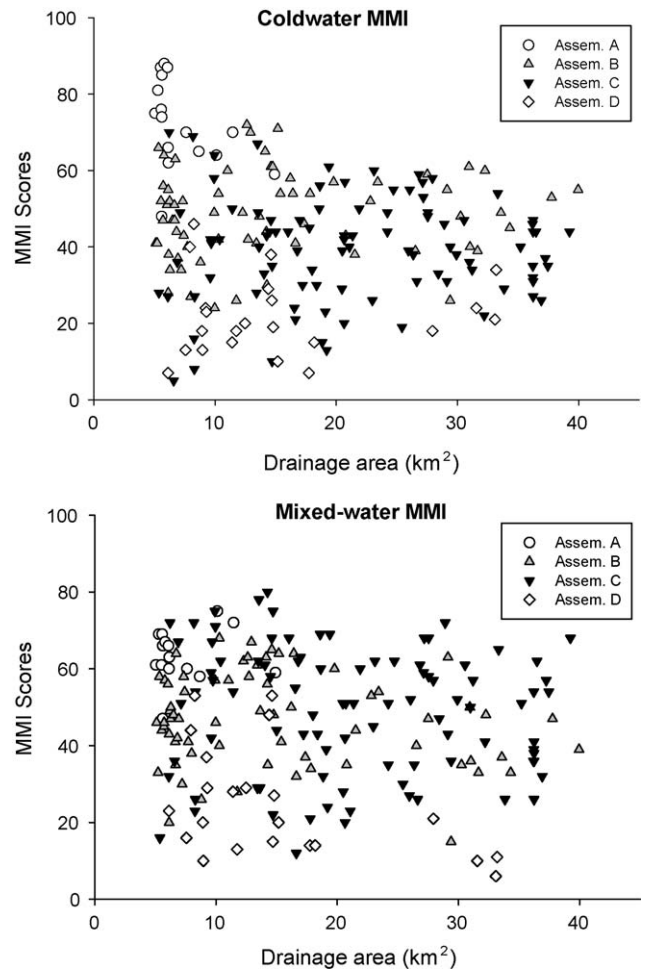 Coldwater MMI
100
80
60
40
20
0
MMI Scores
Assem. A
Assem. B
Assem. C
Assem. D
0 10 20 30 40
Drainage area (km²)
Mixed-water MMI
100
80
60
40
20
0
MMI Scores
Assem. A
Assem. B
Assem. C
Assem. D
0 10 20 30 40
Drainage area (km²)